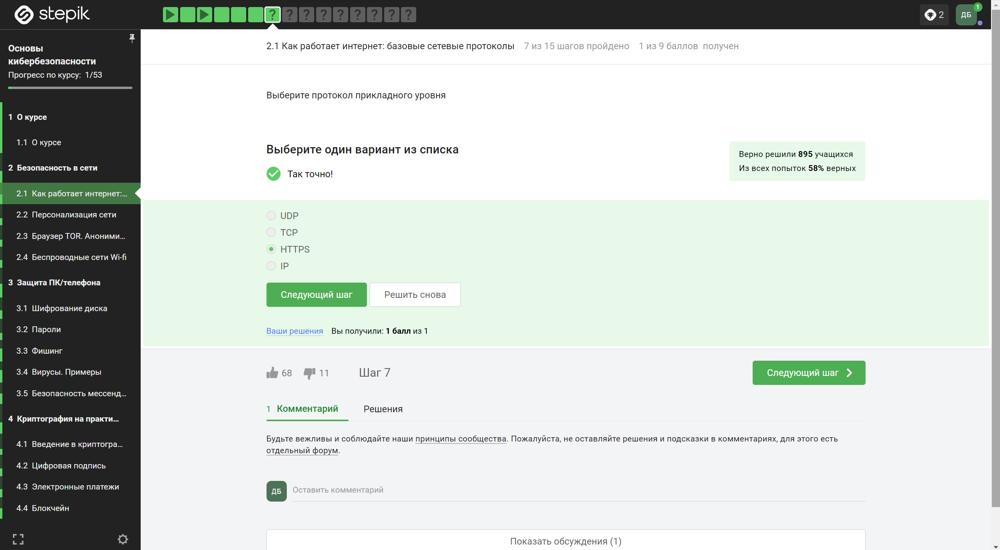 stepik
? ? ? ? ? ? ? ? ?
2
ДБ
1
Основы
кибербезопасности
Прогресс по курсу: 1/53
1 О курсе
1.1 О курсе
2 Безопасность в сети
2.1 Как работает интернет:...
2.2 Персонализация сети
2.3 Браузер TOR. Аноними...
2.4 Беспроводные сети Wi-fi
3 Защита ПК/телефона
3.1 Шифрование диска
3.2 Пароли
3.3 Фишинг
3.4 Вирусы. Примеры
3.5 Безопасность мессенд...
4 Криптография на практи...
4.1 Введение в криптогра...
4.2 Цифровая подпись
4.3 Электронные платежи
4.4 Блокчейн
2.1 Как работает интернет: базовые сетевые протоколы 7 из 15 шагов пройдено 1 из 9 баллов получен
Выберите протокол прикладного уровня
Выберите один вариант из списка
Так точно!
Верно решили 895 учащихся
Из всех попыток 58% верных
UDP
TCP
HTTPS
IP
Следующий шаг
Решить снова
Ваши решения Вы получили: 1 балл из 1
68 11 Шаг 7
Следующий шаг
1 Комментарий Решения
Будьте вежливы и соблюдайте наши принципы сообщества. Пожалуйста, не оставляйте решения и подсказки в комментариях, для этого есть
отдельный форум.
ДБ Оставить комментарий
Показать обсуждения (1)